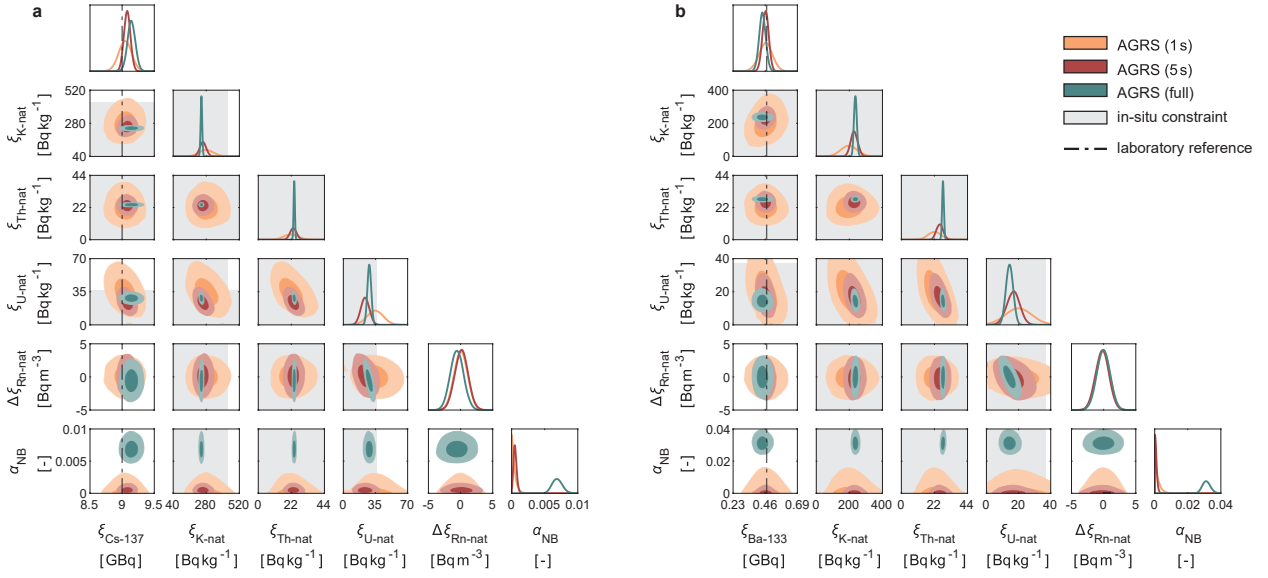 a
b
AGRS (1 s)
AGRS (5 s)
AGRS (full)
in-situ constraint
laboratory reference
520
280
40
ξK-nat
[Bq kg⁻¹]
400
200
0
ξK-nat
[Bq kg⁻¹]
44
22
0
ξTh-nat
[Bq kg⁻¹]
44
22
0
ξTh-nat
[Bq kg⁻¹]
70
35
0
ξU-nat
[Bq kg⁻¹]
40
20
0
ξU-nat
[Bq kg⁻¹]
5
0
-5
ΔξRn-nat
[Bq m⁻³]
5
0
-5
ΔξRn-nat
[Bq m⁻³]
0.01
0.005
0
αNB
[-]
0.04
0.02
0
αNB
[-]
8.5 9 9.5 40 280 520 0 22 44 0 35 70 -5 0 5 0 0.005 0.01
0.23 0.46 0.69 0 200 400 0 22 44 0 20 40 -5 0 5 0 0.02 0.04
ξCs-137 ξK-nat ξTh-nat ξU-nat ΔξRn-nat αNB
[GBq] [Bq kg⁻¹] [Bq kg⁻¹] [Bq kg⁻¹] [Bq m⁻³] [-]
ξBa-133 ξK-nat ξTh-nat ξU-nat ΔξRn-nat αNB
[GBq] [Bq kg⁻¹] [Bq kg⁻¹] [Bq kg⁻¹] [Bq m⁻³] [-]